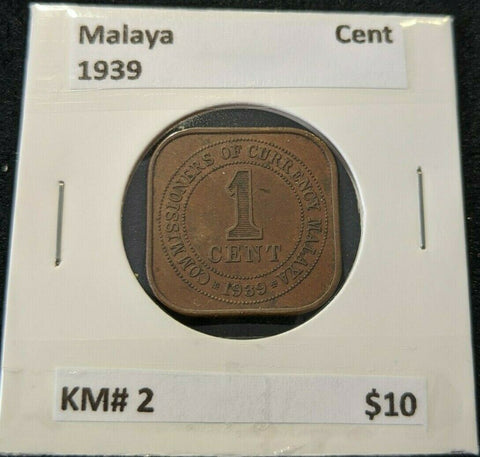 Malaya Cent
1939
COMMISSIONERS OF CURRENCY MALAYA
1
CENT
1939
KM# 2 $10